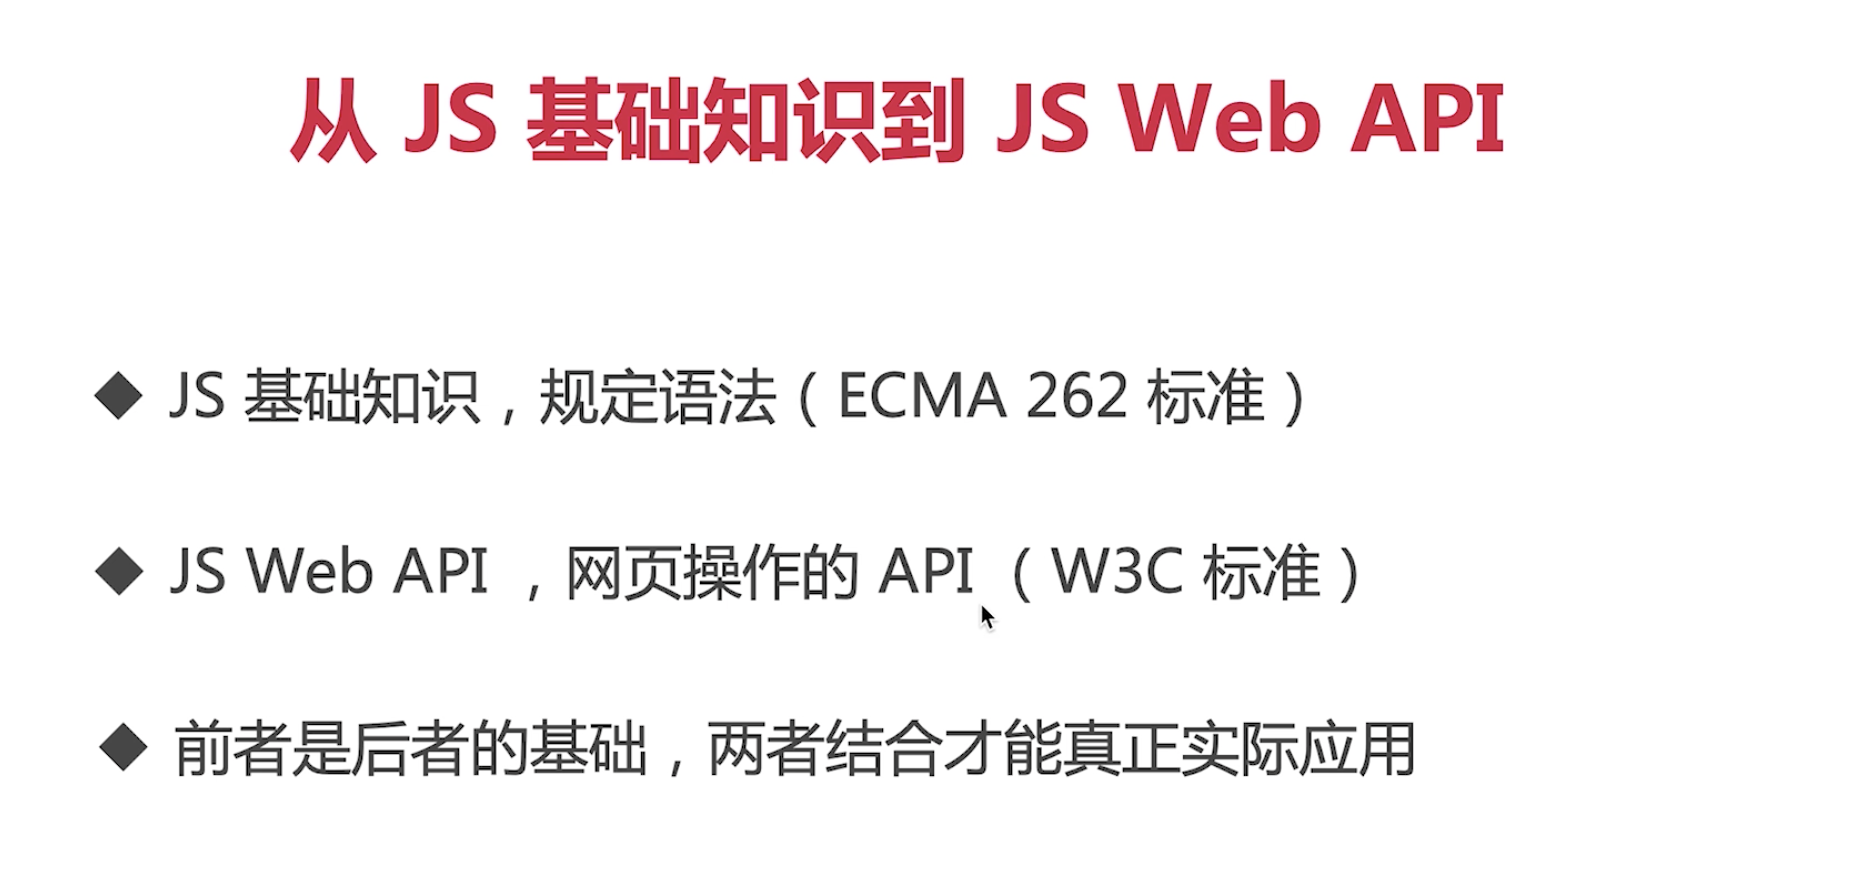 从 JS 基础知识到 JS Web API
◆ JS 基础知识，规定语法（ECMA 262 标准）
◆ JS Web API ，网页操作的 API （W3C 标准）
◆ 前者是后者的基础，两者结合才能真正实际应用